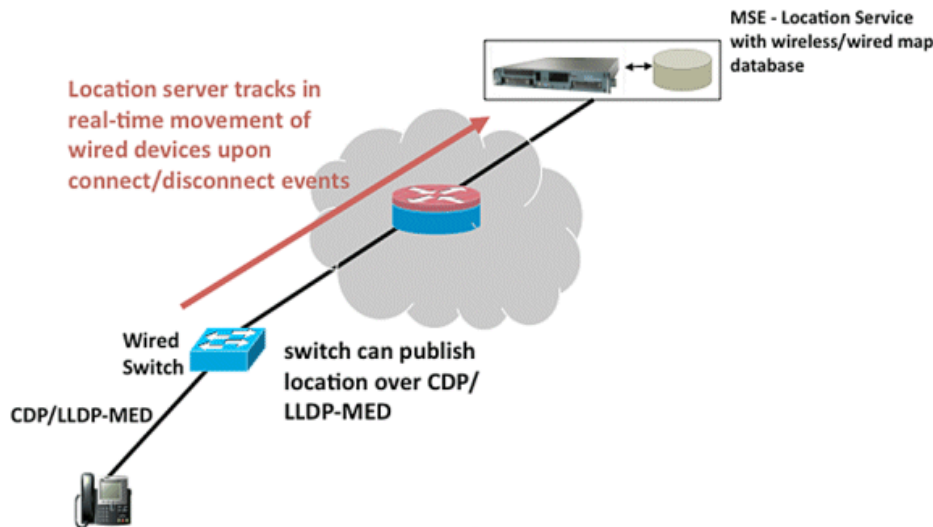 MSE - Location Service
with wireless/wired map
database
Location server tracks in
real-time movement of
wired devices upon
connect/disconnect events
Wired
Switch
switch can publish
location over CDP/
LLDP-MED
CDP/LLDP-MED